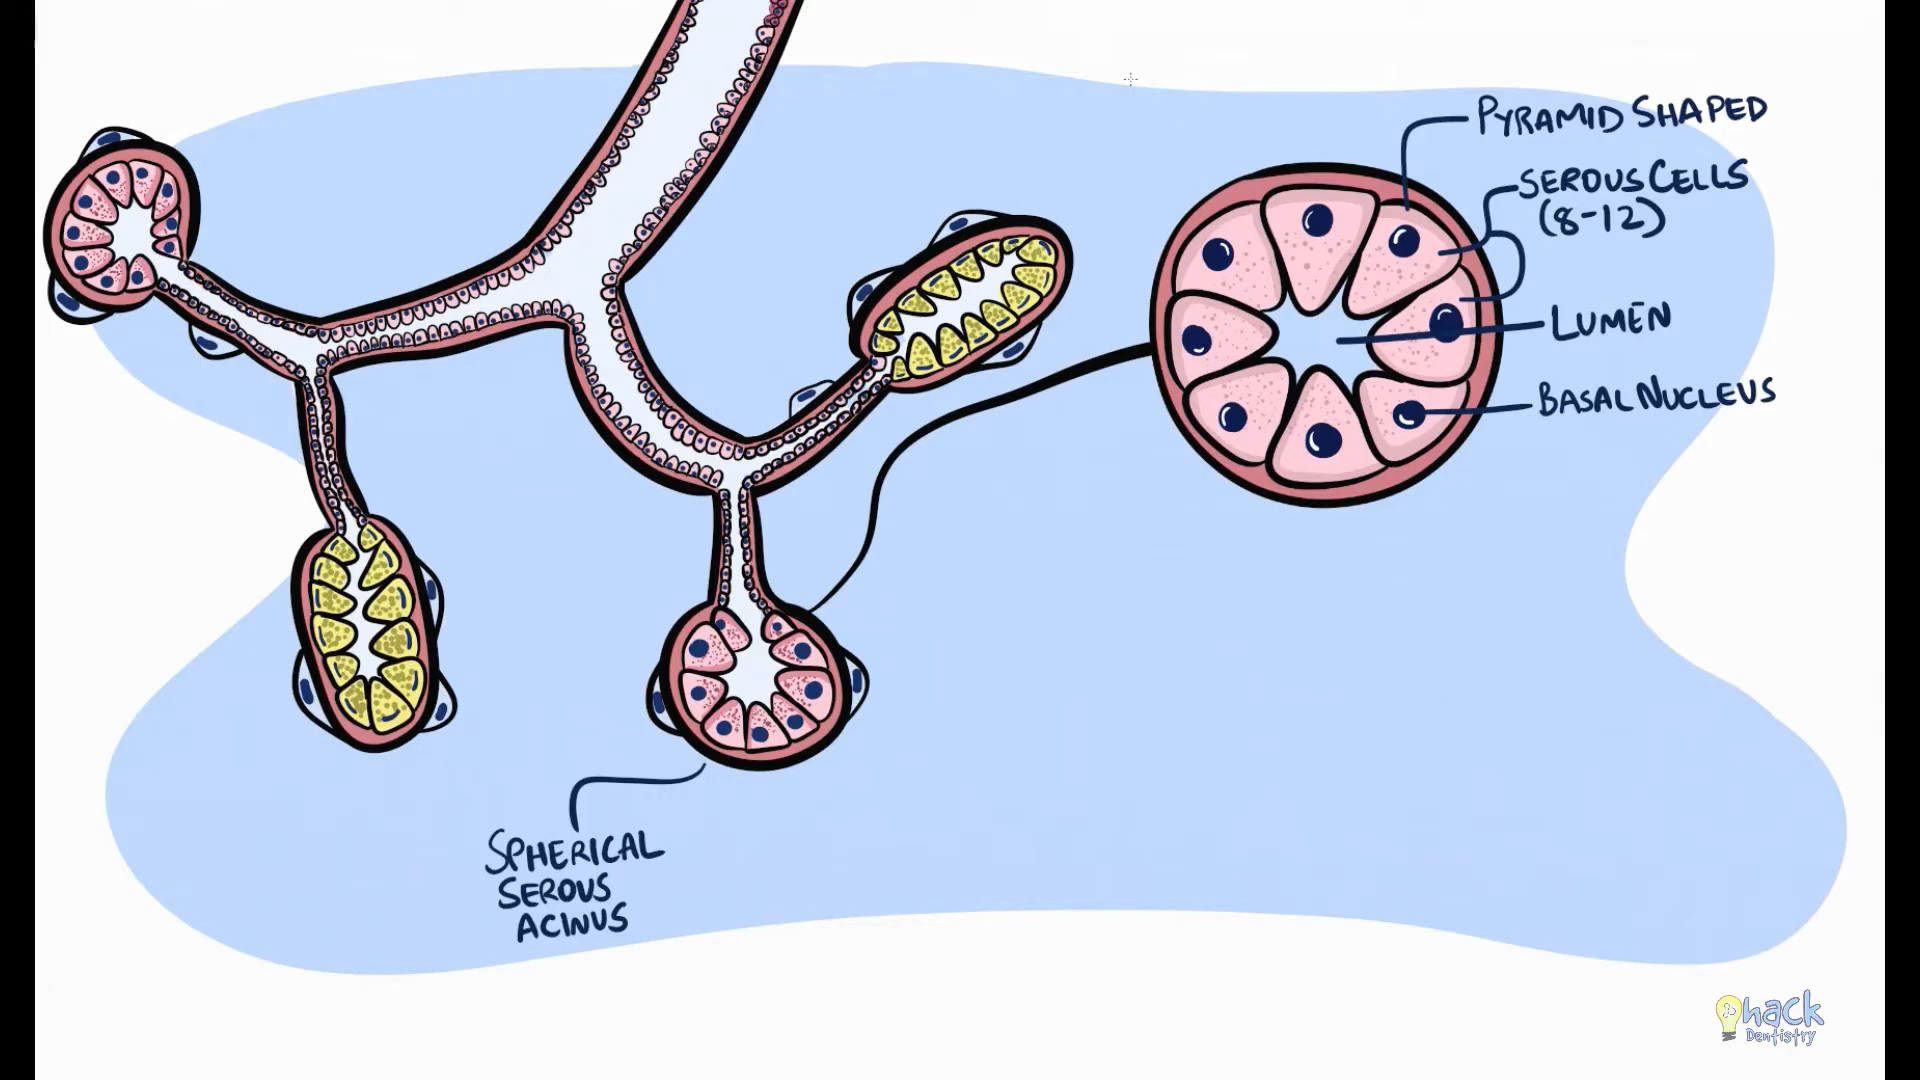 PYRAMID SHAPED
SEROUS CELLS
(8-12)
LUMEN
BASAL NUCLEUS
SPHERICAL
SEROUS
ACINUS
hack
Dentistry